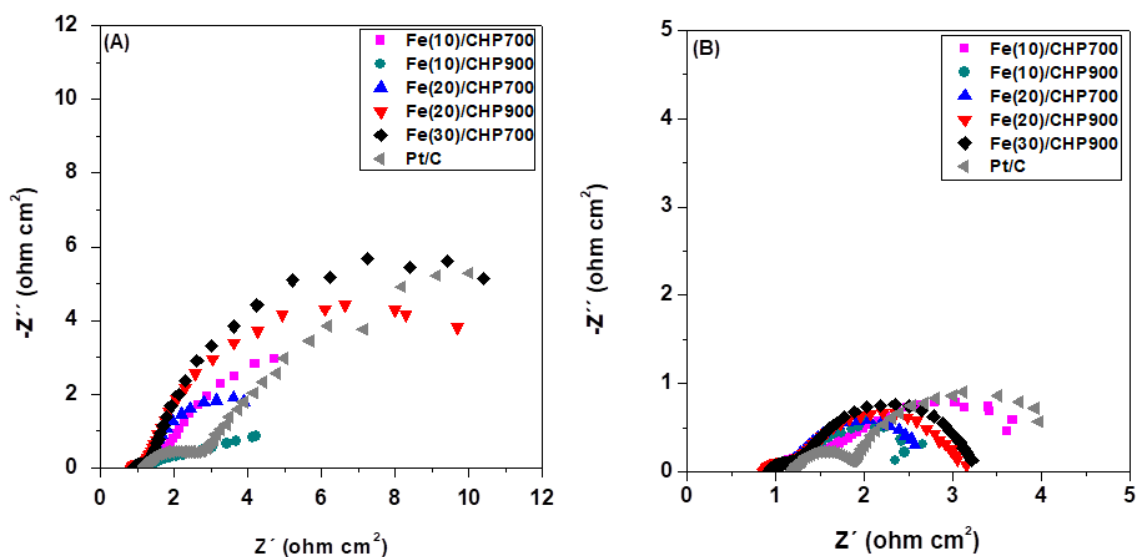 (A)
Fe(10)/CHP700
Fe(10)/CHP900
Fe(20)/CHP700
Fe(20)/CHP900
Fe(30)/CHP700
Pt/C
12
10
8
6
4
2
0
-Z´´ (ohm cm²)
0 2 4 6 8 10 12
Z´ (ohm cm²)
(B)
Fe(10)/CHP700
Fe(10)/CHP900
Fe(20)/CHP700
Fe(20)/CHP900
Fe(30)/CHP900
Pt/C
5
4
3
2
1
0
-Z´´ (ohm cm²)
0 1 2 3 4 5
Z´ (ohm cm²)